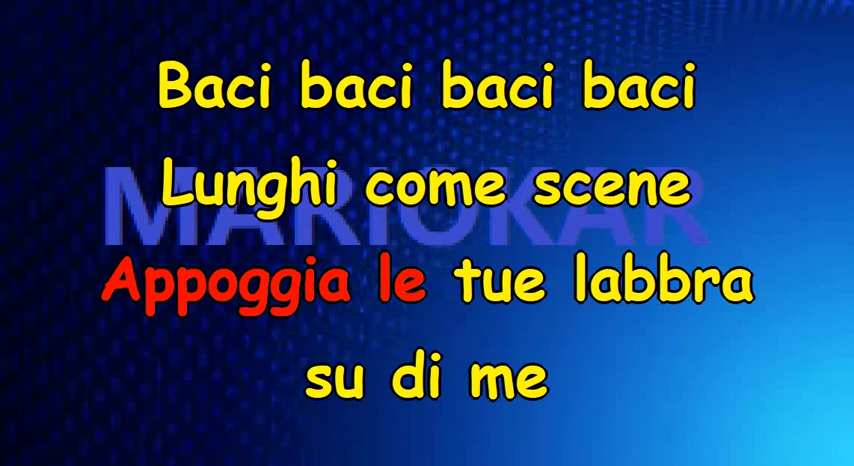 Baci baci baci baci
Lunghi come scene
MARIOKAR
Appoggia le tue labbra
su di me